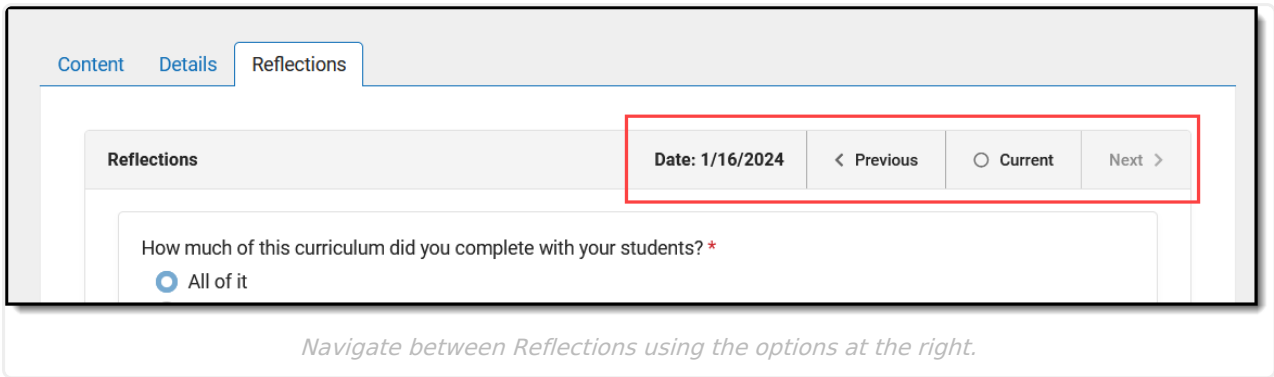 Content Details Reflections
Reflections Date: 1/16/2024 Previous Current Next
How much of this curriculum did you complete with your students? *
All of it
Navigate between Reflections using the options at the right.